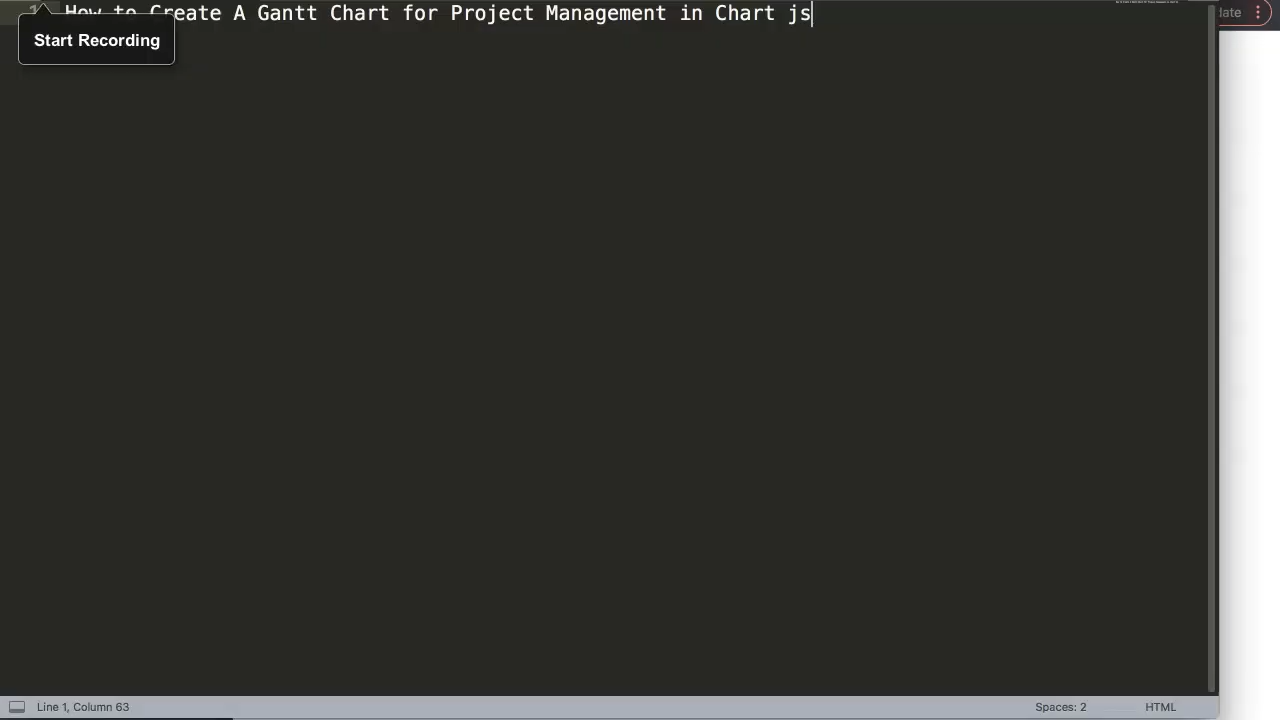 How to Create A Gantt Chart for Project Management in Chart js
Start Recording
date
Line 1, Column 63
Spaces: 2
HTML